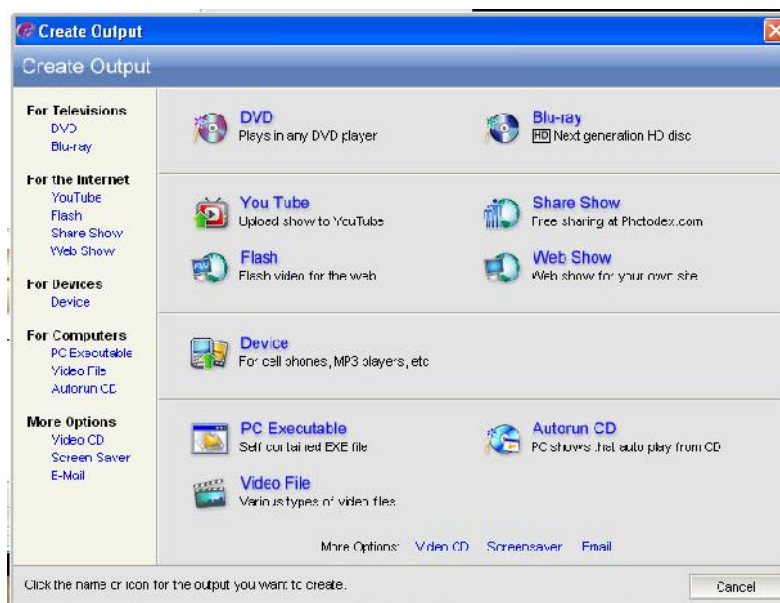 Create Output
Create Output
For Televisions
DVD
Blu-ray
For the Internet
YouTube
Flash
Share Show
Web Show
For Devices
Device
For Computers
PC Executable
Video File
Autorun CD
More Options
Video CD
Screen Saver
E-Mail
DVD
Plays in any DVD player
Blu-ray
HD Next generation HD disc
You Tube
Upload show to YouTube
Share Show
Free sharing at Photodex.com
Flash
Flash video for the web
Web Show
Web show for your own site
Device
For cell phones, MP3 players, etc
PC Executable
Self contained EXE file
Autorun CD
PC shows that auto play from CD
Video File
Various types of video files
More Options: Video CD Screensaver Email
Click the name or icon for the output you want to create.
Cancel